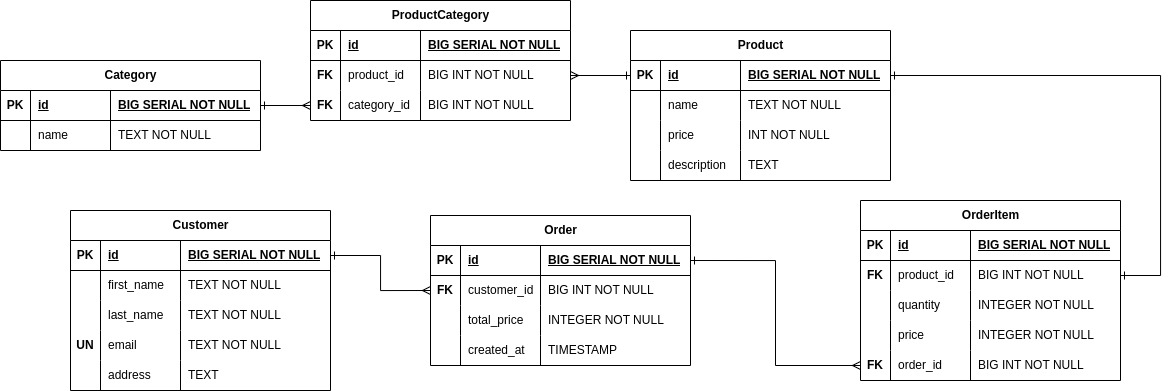 ProductCategory
PK id BIG SERIAL NOT NULL
FK product_id BIG INT NOT NULL
FK category_id BIG INT NOT NULL
Product
PK id BIG SERIAL NOT NULL
name TEXT NOT NULL
price INT NOT NULL
description TEXT
Category
PK id BIG SERIAL NOT NULL
name TEXT NOT NULL
Customer
PK id BIG SERIAL NOT NULL
first_name TEXT NOT NULL
last_name TEXT NOT NULL
UN email TEXT NOT NULL
address TEXT
Order
PK id BIG SERIAL NOT NULL
FK customer_id BIG INT NOT NULL
total_price INTEGER NOT NULL
created_at TIMESTAMP
OrderItem
PK id BIG SERIAL NOT NULL
FK product_id BIG INT NOT NULL
quantity INTEGER NOT NULL
price INTEGER NOT NULL
FK order_id BIG INT NOT NULL